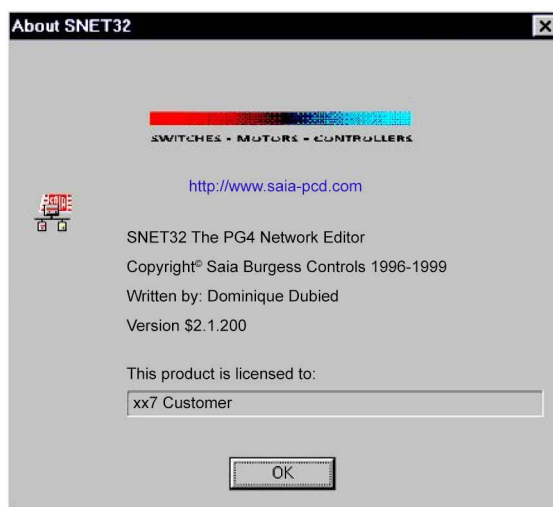 About SNET32
SWITCHES - MOTORS - CONTROLLERS
http://www.saia-pcd.com
SNET32 The PG4 Network Editor
Copyright© Saia Burgess Controls 1996-1999
Written by: Dominique Dubied
Version $2.1.200
This product is licensed to:
xx7 Customer
OK